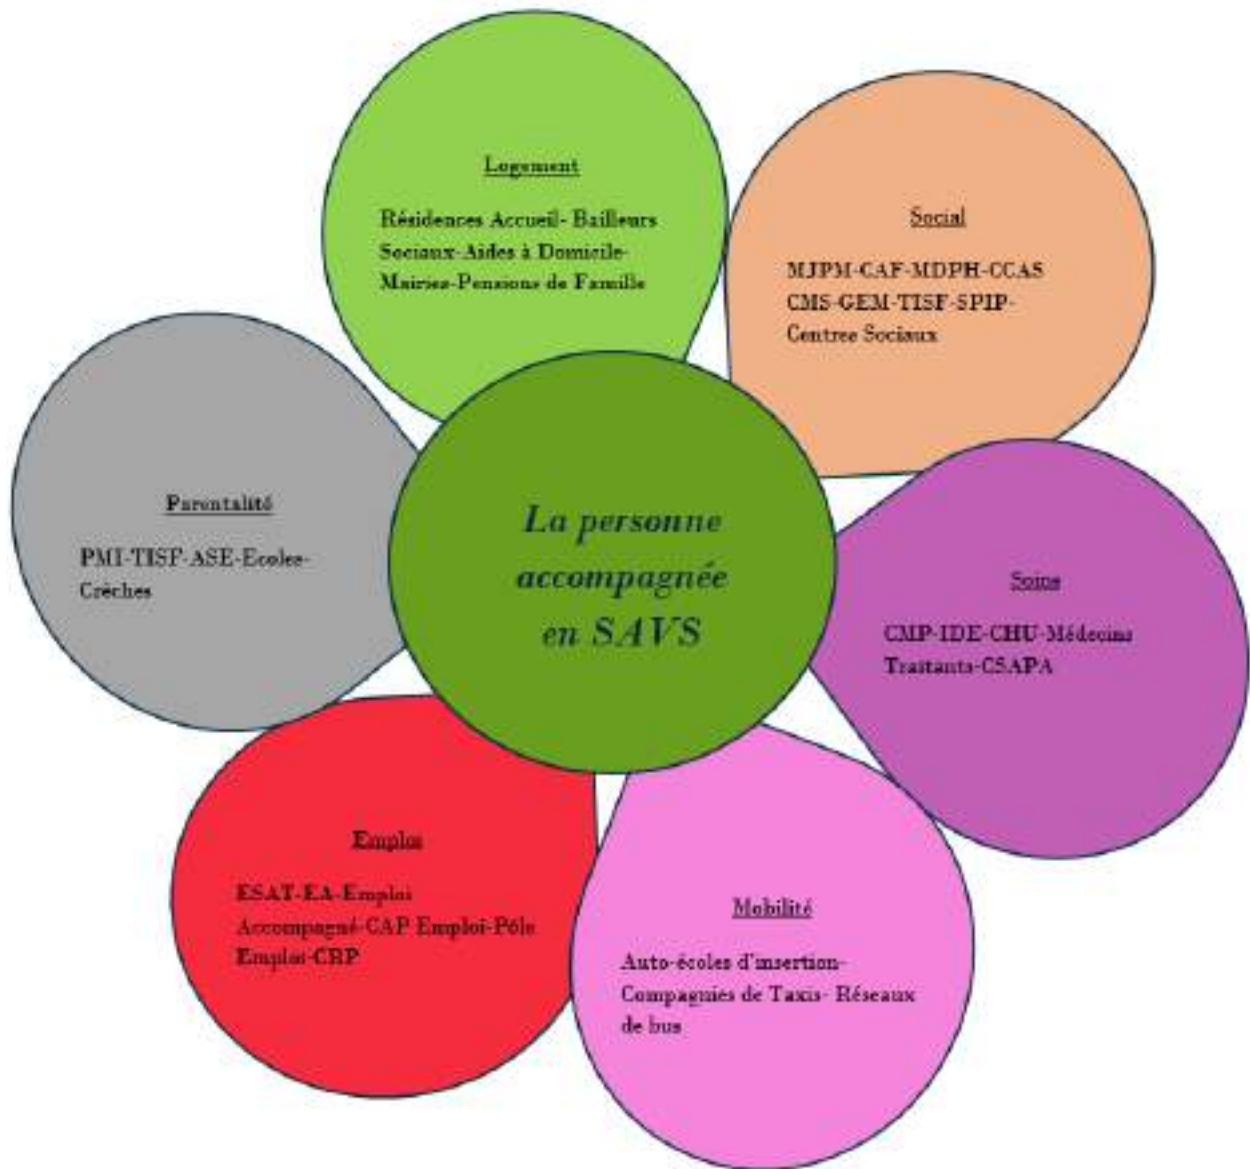 Logement
Résidences Accueil- Bailleurs
Sociaux-Aides à Domicile-
Mairies-Pensions de Famille
Social
MJPM-CAF-MDPH-CCAS
CMS-GEM-TISF-SPIP-
Centres Sociaux
Parentalité
PMI-TISF-ASE-Ecoles-
Crèches
La personne
accompagnée
en SAVS
Soins
CMP-IDE-CHU-Médecins
Traitants-CSAPA
Emploi
ESAT-EA-Emploi
Accompagné-CAP Emploi-Pôle
Emploi-CRP
Mobilité
Auto-écoles d'insertion-
Compagnies de Taxis- Réseaux
de bus